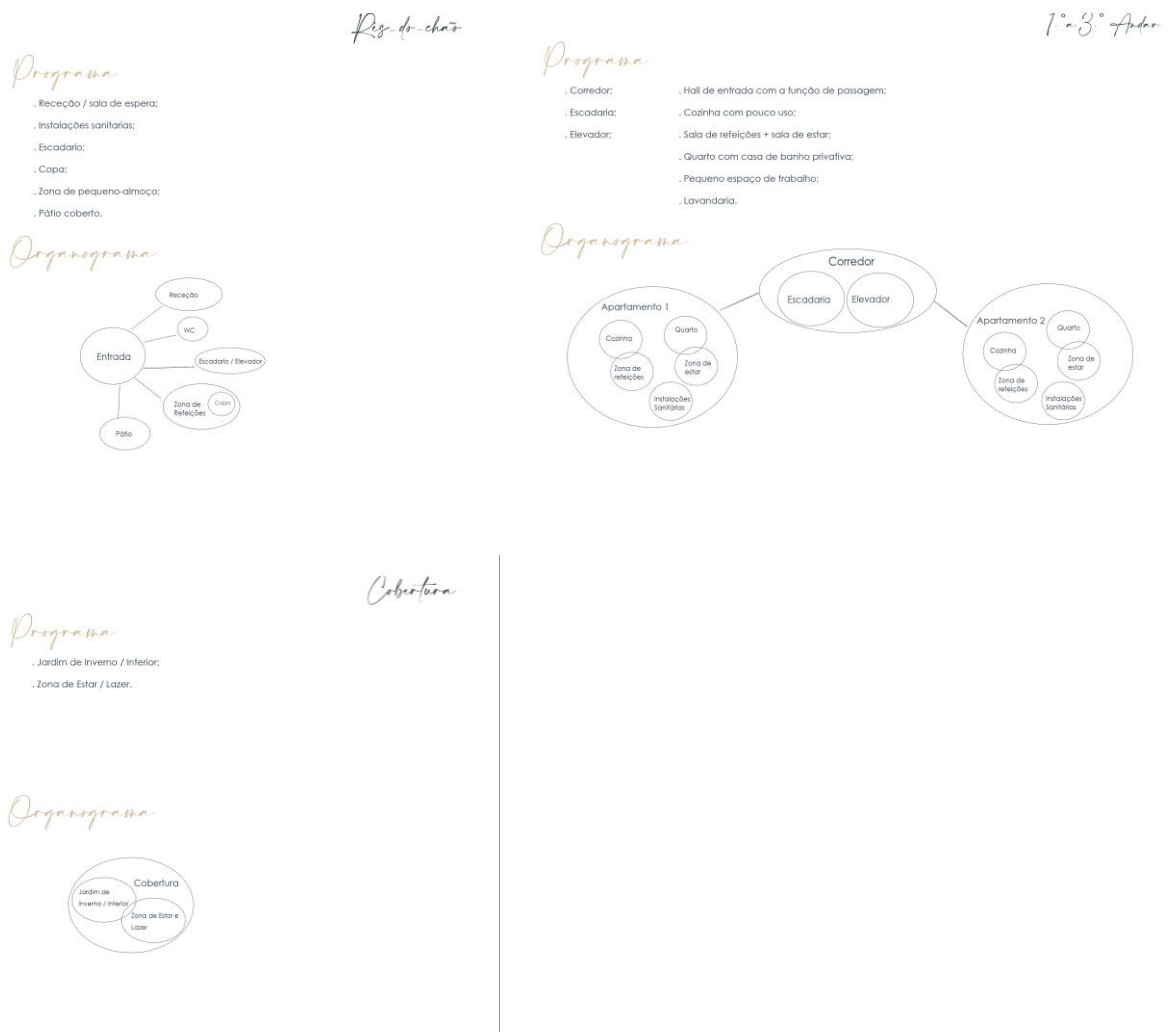 Rés-do-chão
Programa
. Receção / sala de espera;
. Instalações sanitarias;
. Escadario;
. Copa;
. Zona de pequeno-almoço;
. Pátio coberto.
Organograma
Receção
WC
Entrada
Escadario / Elevador
Zona de
Refeições
Copa
Pátio
1.º a 3.º Andar
Programa
. Corredor;
. Escadaria;
. Elevador;
. Hall de entrada com a função de passagem;
. Cozinha com pouco uso;
. Sala de refeições + sala de estar;
. Quarto com casa de banho privativa;
. Pequeno espaço de trabalho;
. Lavandaria.
Organograma
Corredor
Escadaria
Elevador
Apartamento 1
Cozinha
Quarto
Zona de
refeições
Zona de
estar
Instalações
Sanitárias
Apartamento 2
Quarto
Cozinha
Zona de
estar
Zona de
refeições
Instalações
Sanitárias
Cobertura
Programa
. Jardim de Inverno / Interior;
. Zona de Estar / Lazer.
Organograma
Cobertura
Jardim de
Inverno / Interior
Zona de Estar e
Lazer